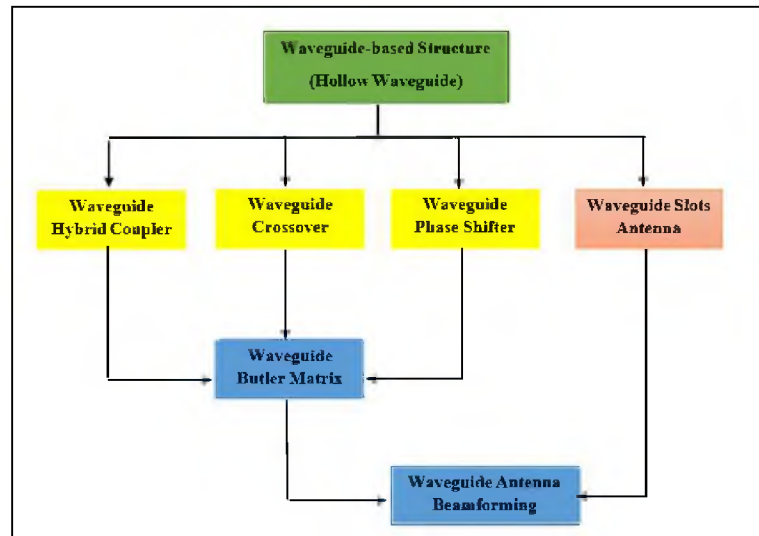 Waveguide-based Structure
(Hollow Waveguide)
Waveguide
Hybrid Coupler
Waveguide
Crossover
Waveguide
Phase Shifter
Waveguide Slots
Antenna
Waveguide
Butler Matrix
Waveguide Antenna
Beamforming